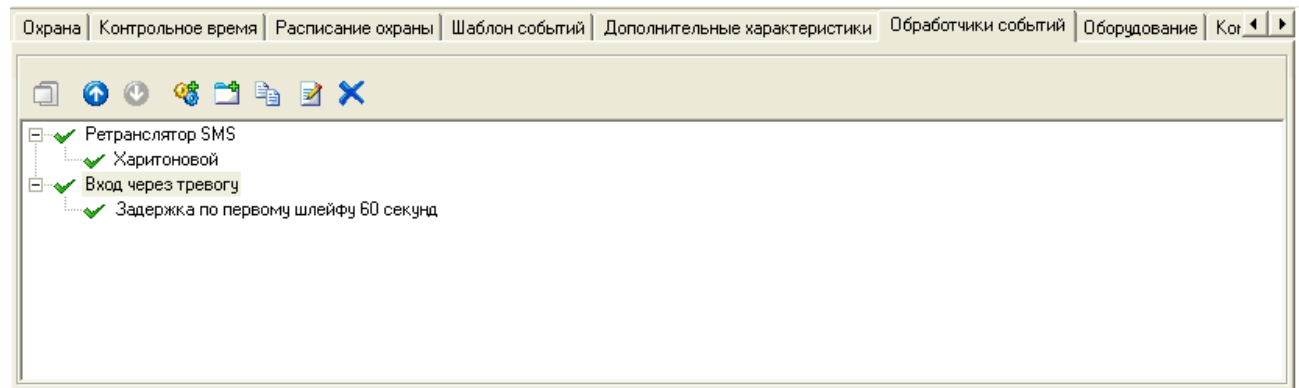 Охрана Контрольное время Расписание охраны Шаблон событий Дополнительные характеристики Обработчики событий Оборудование
Ретранслятор SMS
Харитоновой
Вход через тревогу
Задержка по первому шлейфу 60 секунд